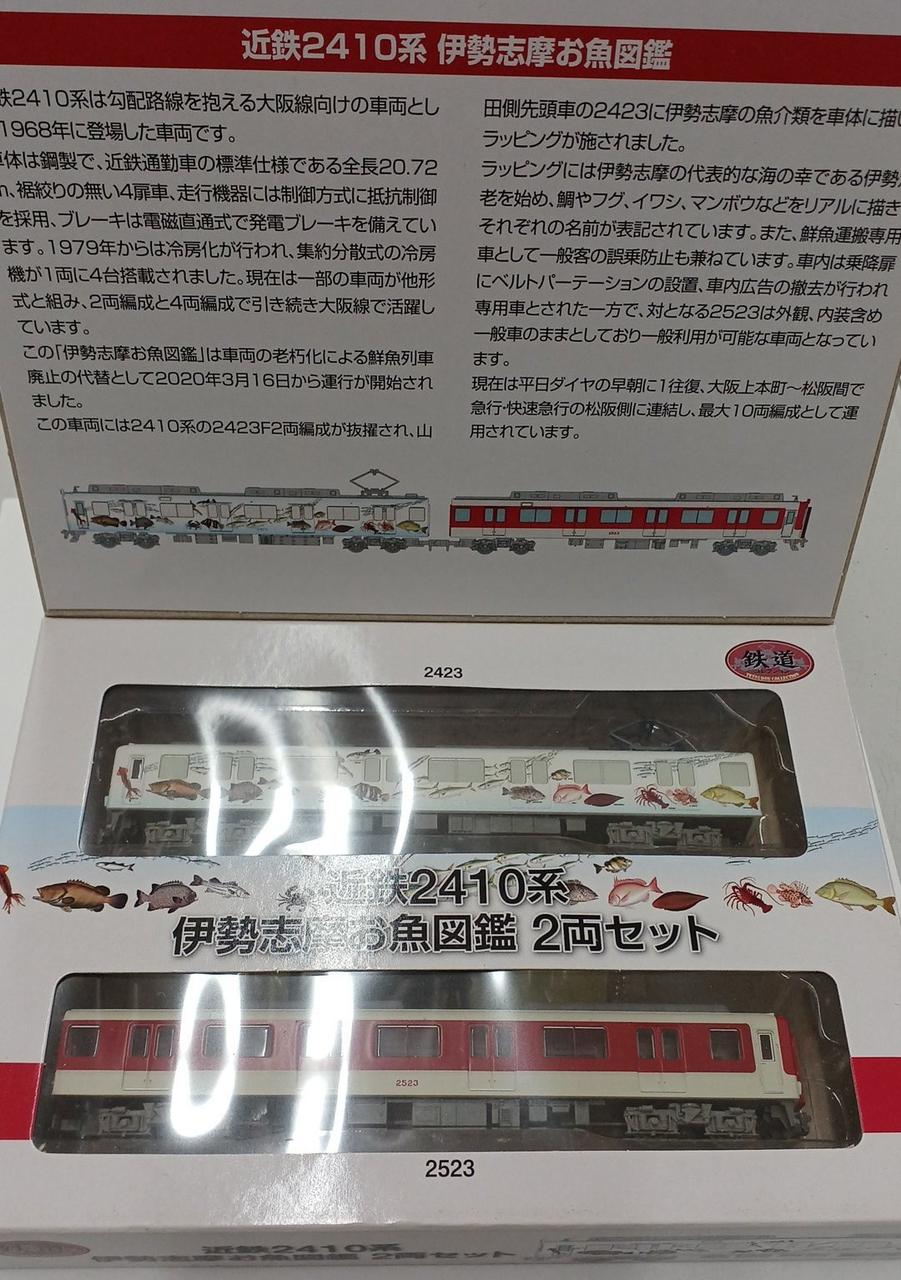 近鉄2410系 伊勢志摩お魚図鑑
鉄2410系は勾配路線を抱える大阪線向けの車両とし
1968年に登場した車両です。
体は鋼製で、近鉄通勤車の標準仕様である全長20.72
、裾絞りの無い4扉車、走行機器には制御方式に抵抗制御
を採用、ブレーキは電磁直通式で発電ブレーキを備えてい
ます。1979年からは冷房化が行われ、集約分散式の冷房
機が1両に4台搭載されました。現在は一部の車両が他形
式と組み、2両編成と4両編成で引き続き大阪線で活躍し
ています。
この「伊勢志摩お魚図鑑」は車両の老朽化による鮮魚列車
廃止の代替として2020年3月16日から運行が開始され
ました。
この車両には2410系の2423F2両編成が抜擢され、山
田側先頭車の2423に伊勢志摩の魚介類を車体に描い
ラッピングが施されました。
ラッピングには伊勢志摩の代表的な海の幸である伊勢
老を始め、鯛やフグ、イワシ、マンボウなどをリアルに描き
それぞれの名前が表記されています。また、鮮魚運搬専用
車として一般客の誤乗防止も兼ねています。車内は乗降扉
にベルトパーテーションの設置、車内広告の撤去が行われ
専用車とされた一方で、対となる2523は外観、内装含め
一般車のままとしており一般利用が可能な車両となってい
ます。
現在は平日ダイヤの早朝に1往復、大阪上本町〜松阪間で
急行・快速急行の松阪側に連結し、最大10両編成として運
用されています。
2523
2423
鉄道
TETSUDOU COLLECTION
近鉄2410系
伊勢志摩お魚図鑑 2両セット
2523
2523
近鉄2410系
伊勢志摩お魚図鑑 2両セット